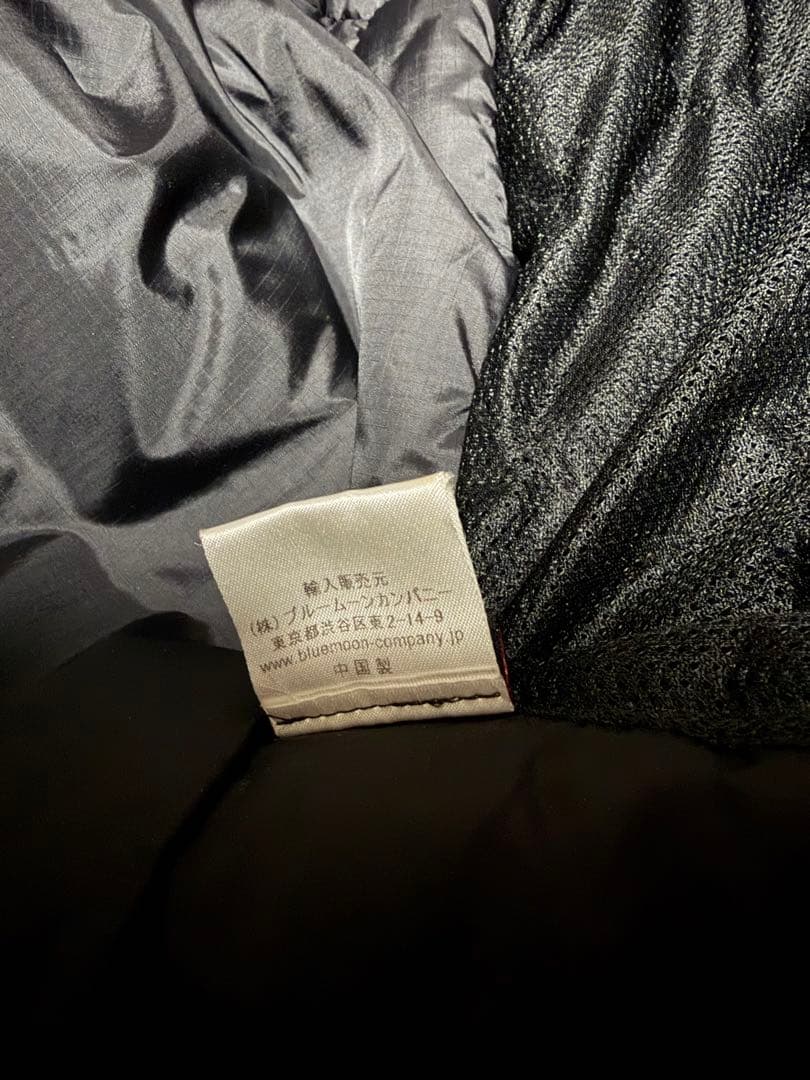 輸入販売元
(株)ブルームーンカンパニー
東京都渋谷区東2-14-9
www.bluemoon-company.jp
中国製